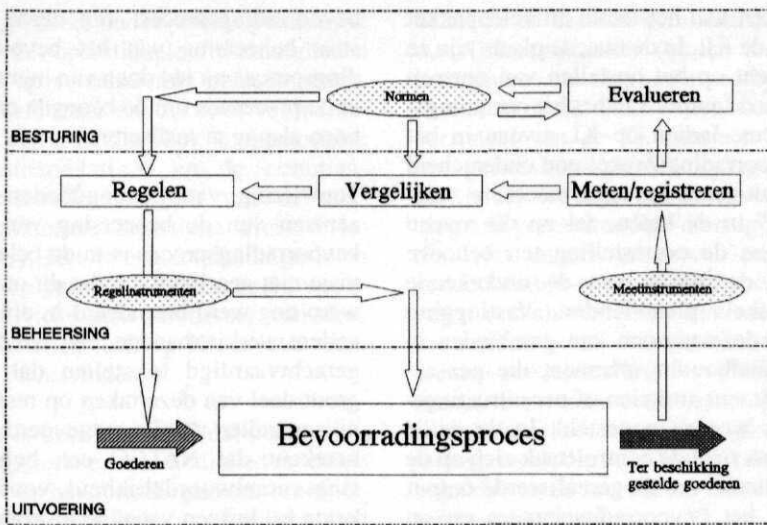 Normen
Evalueren
BESTURING
Regelen
Vergelijken
Meten/registreren
Regelinstrumenten
Meetinstrumenten
BEHEERSING
Bevoorradingsproces
Goederen
Ter beschikking
gestelde goederen
UITVOERING